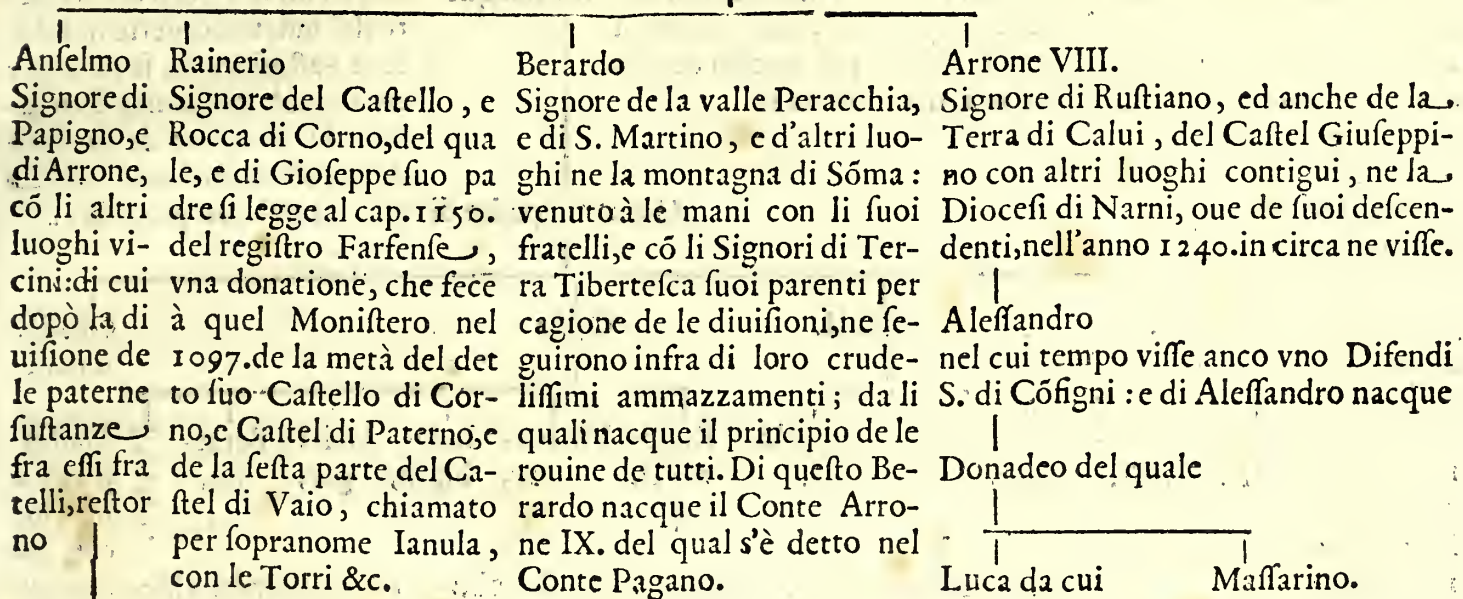 Anſelmo
Signore di
Papigno,e
di Arrone,
cõ li altri
luoghi vi-
cini:di cui
dopò la di
uiſione de
le paterne
ſuſtanze
fra eſſi fra
telli,reſtor
no
Rainerio
Signore del Caſtello, e
Rocca di Corno,del qua
le, e di Gioſeppe ſuo pa
dre ſi legge al cap. 1150.
del regiſtro Farfenſe,
vna donatione, che fece
à quel Moniſtero nel
1097.de la metà del det
to ſuo Caſtello di Cor-
no,e Caſtel di Paterno,e
de la ſeſta parte del Ca-
ſtel di Vaio, chiamato
per ſopranome Ianula,
con le Torri &c.
Berardo
Signore de la valle Peracchia,
e di S. Martino, e d'altri luo-
ghi ne la montagna di Sóma:
venuto à le mani con li ſuoi
fratelli,e cõ li Signori di Ter-
ra Tiberteſca ſuoi parenti per
cagione de le diuiſioni,ne ſe-
guirono infra di loro crude-
liſſimi ammazzamenti; da li
quali nacque il principio de le
rouine de tutti. Di queſto Be-
rardo nacque il Conte Arro-
ne IX. del qual s'è detto nel
Conte Pagano.
Arrone VIII.
Signore di Ruſtiano, ed anche de la
Terra di Calui, del Caſtel Giuſeppi-
no con altri luoghi contigui, ne la
Dioceſi di Narni, oue de ſuoi deſcen-
denti,nell'anno 1240.in circa ne viſſe.
Aleſſandro
nel cui tempo viſſe anco vno Difendi
S. di Cõfigni: e di Aleſſandro nacque
Donadeo del quale
Luca da cui
Maſſarino.